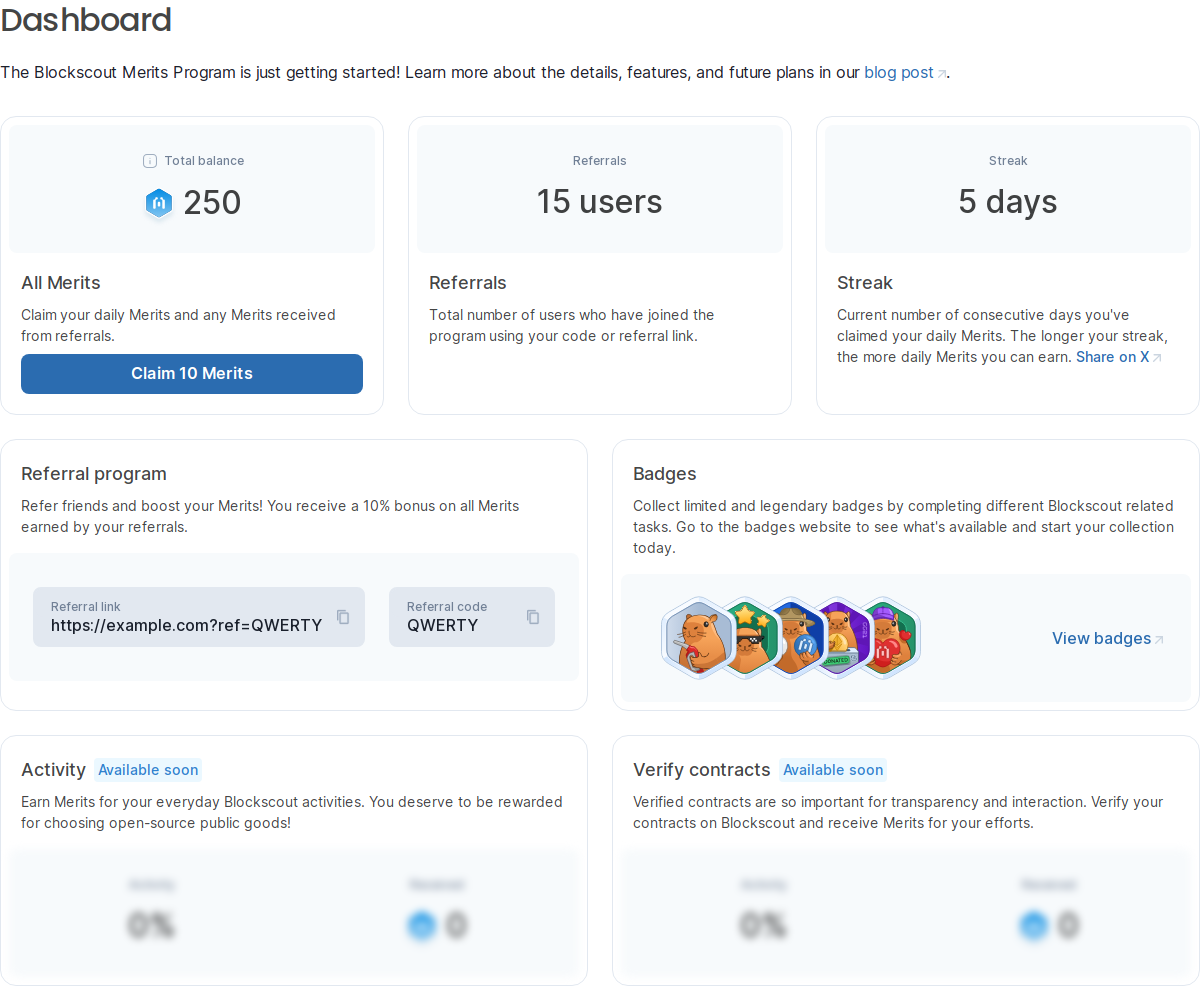 Dashboard
The Blockscout Merits Program is just getting started! Learn more about the details, features, and future plans in our blog post.
Total balance
250
All Merits
Claim your daily Merits and any Merits received
from referrals.
Claim 10 Merits
Referrals
15 users
Referrals
Total number of users who have joined the
program using your code or referral link.
Streak
5 days
Streak
Current number of consecutive days you've
claimed your daily Merits. The longer your streak,
the more daily Merits you can earn. Share on X
Referral program
Refer friends and boost your Merits! You receive a 10% bonus on all Merits
earned by your referrals.
Referral link
https://example.com?ref=QWERTY
Referral code
QWERTY
Badges
Collect limited and legendary badges by completing different Blockscout related
tasks. Go to the badges website to see what's available and start your collection
today.
DONATED
View badges
Activity Available soon
Earn Merits for your everyday Blockscout activities. You deserve to be rewarded
for choosing open-source public goods!
Activity
Received
0%
0
Verify contracts Available soon
Verified contracts are so important for transparency and interaction. Verify your
contracts on Blockscout and receive Merits for your efforts.
Activity
Received
0%
0